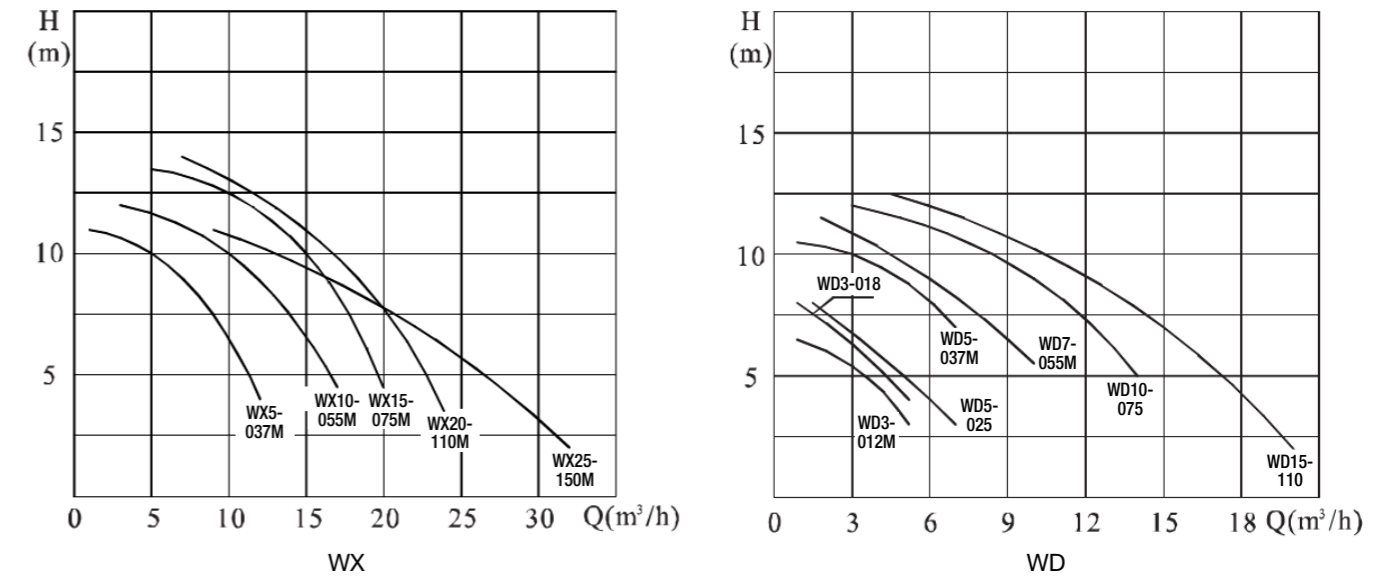 H
(m)
15
10
5
WX5-
037M
WX10-
055M
WX15-
075M
WX20-
110M
WX25-
150M
0 5 10 15 20 25 30 Q(m³/h)
WX
H
(m)
15
10
5
WD3-018
WD5-
037M
WD7-
055M
WD10-
075
WD5-
025
WD3-
012M
WD15-
110
0 3 6 9 12 15 18 Q(m³/h)
WD